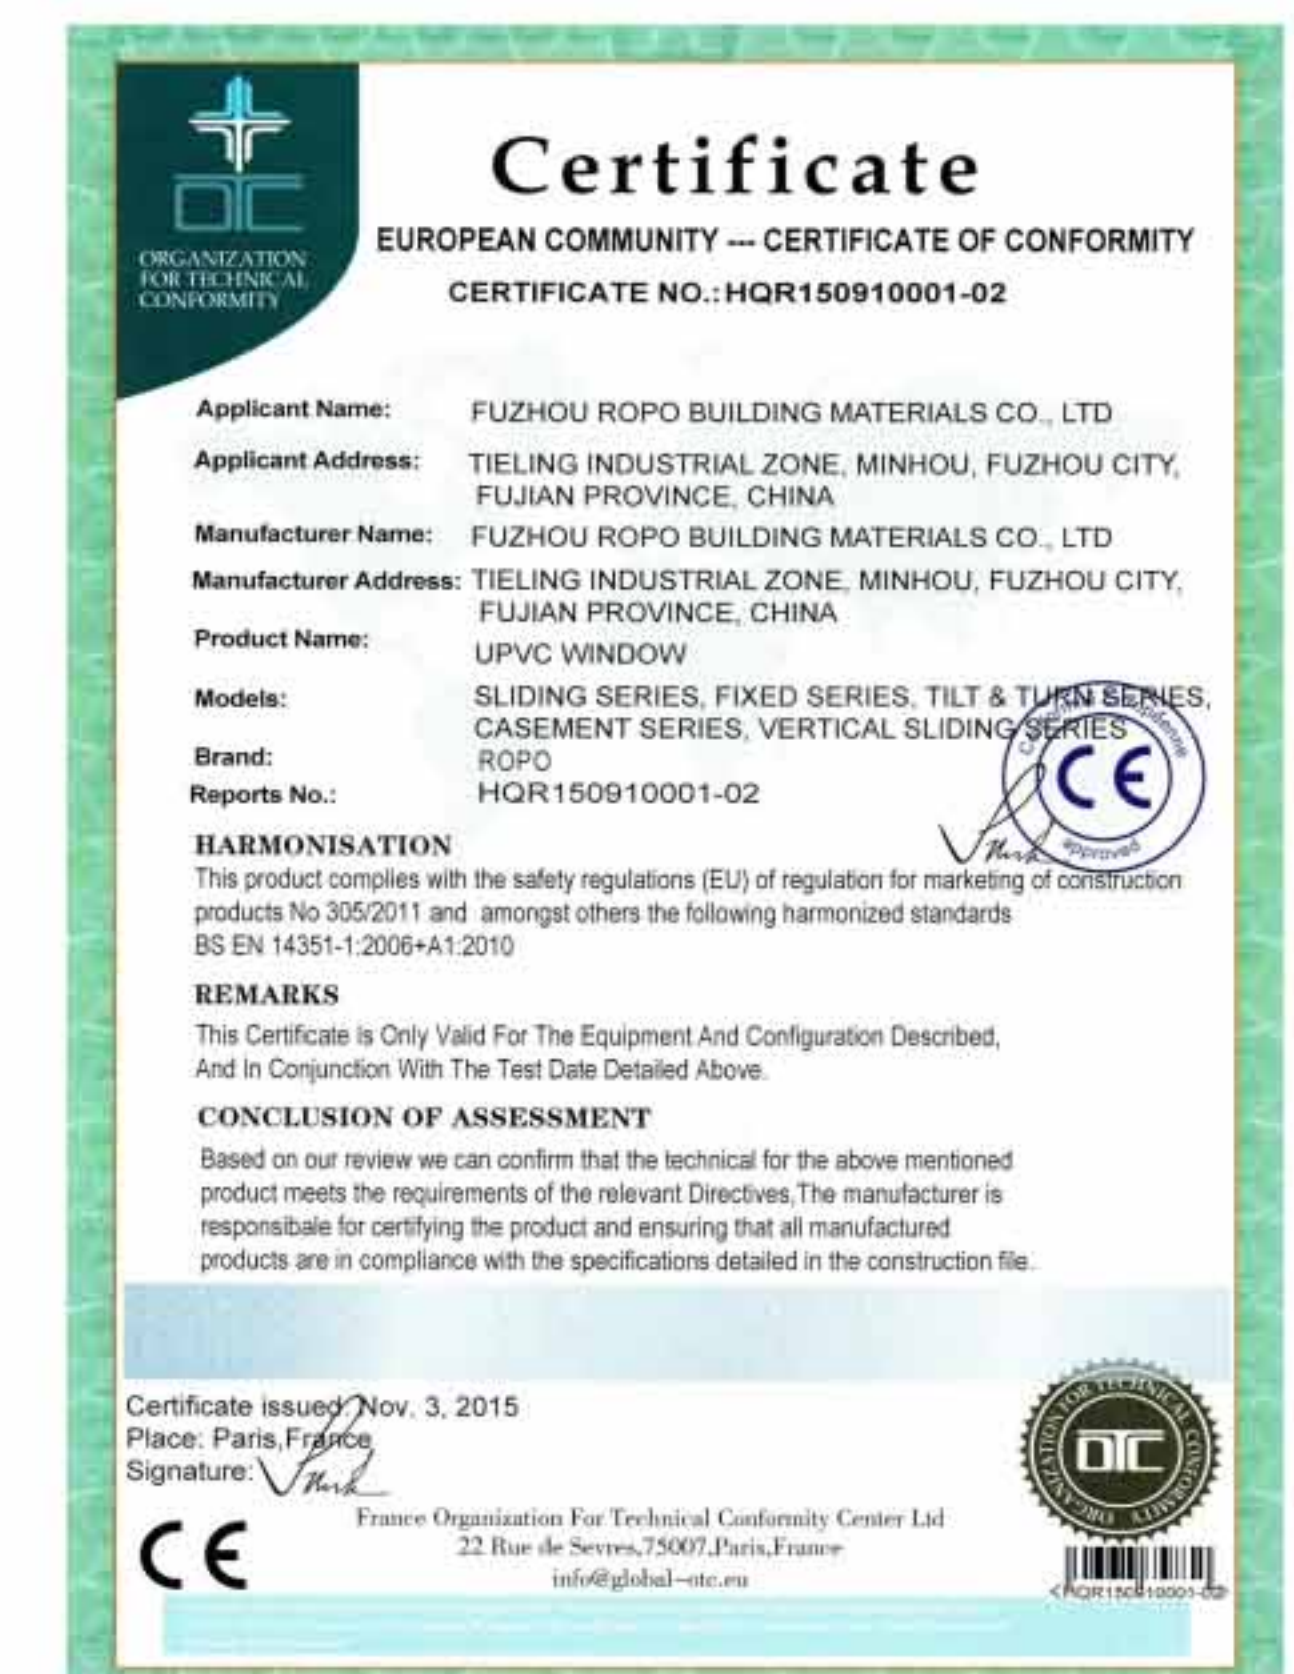 OTC
ORGANIZATION
FOR TECHNICAL
CONFORMITY
Certificate
EUROPEAN COMMUNITY --- CERTIFICATE OF CONFORMITY
CERTIFICATE NO.: HQR150910001-02
Applicant Name: FUZHOU ROPO BUILDING MATERIALS CO., LTD
Applicant Address: TIELING INDUSTRIAL ZONE, MINHOU, FUZHOU CITY,
FUJIAN PROVINCE, CHINA
Manufacturer Name: FUZHOU ROPO BUILDING MATERIALS CO., LTD
Manufacturer Address: TIELING INDUSTRIAL ZONE, MINHOU, FUZHOU CITY,
FUJIAN PROVINCE, CHINA
Product Name: UPVC WINDOW
Models: SLIDING SERIES, FIXED SERIES, TILT & TURN SERIES,
CASEMENT SERIES, VERTICAL SLIDING SERIES
Brand: ROPO
Reports No.: HQR150910001-02
CE
approved
HARMONISATION
This product complies with the safety regulations (EU) of regulation for marketing of construction
products No 305/2011 and amongst others the following harmonized standards
BS EN 14351-1:2006+A1:2010
REMARKS
This Certificate Is Only Valid For The Equipment And Configuration Described,
And In Conjunction With The Test Date Detailed Above.
CONCLUSION OF ASSESSMENT
Based on our review we can confirm that the technical for the above mentioned
product meets the requirements of the relevant Directives,The manufacturer is
responsibale for certifying the product and ensuring that all manufactured
products are in compliance with the specifications detailed in the construction file.
Certificate issued: Nov. 3, 2015
Place: Paris,France
Signature:
ORGANIZATION FOR TECHNICAL CONFORMITY
OTC
CE
France Organization For Technical Conformity Center Ltd
22 Rue de Sevres,75007,Paris,France
info@global-otc.eu
<HQR150910001-02>